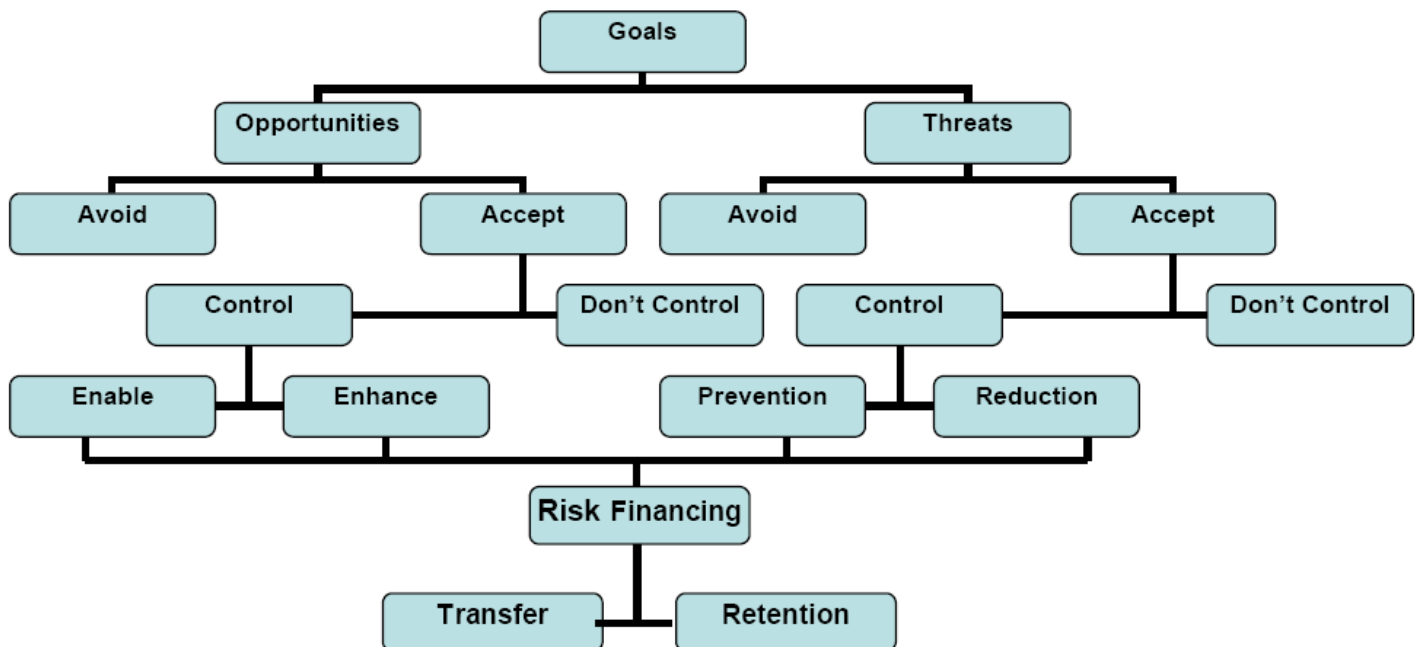 Goals
Opportunities
Threats
Avoid
Accept
Avoid
Accept
Control
Don’t Control
Control
Don’t Control
Enable
Enhance
Prevention
Reduction
Risk Financing
Transfer
Retention